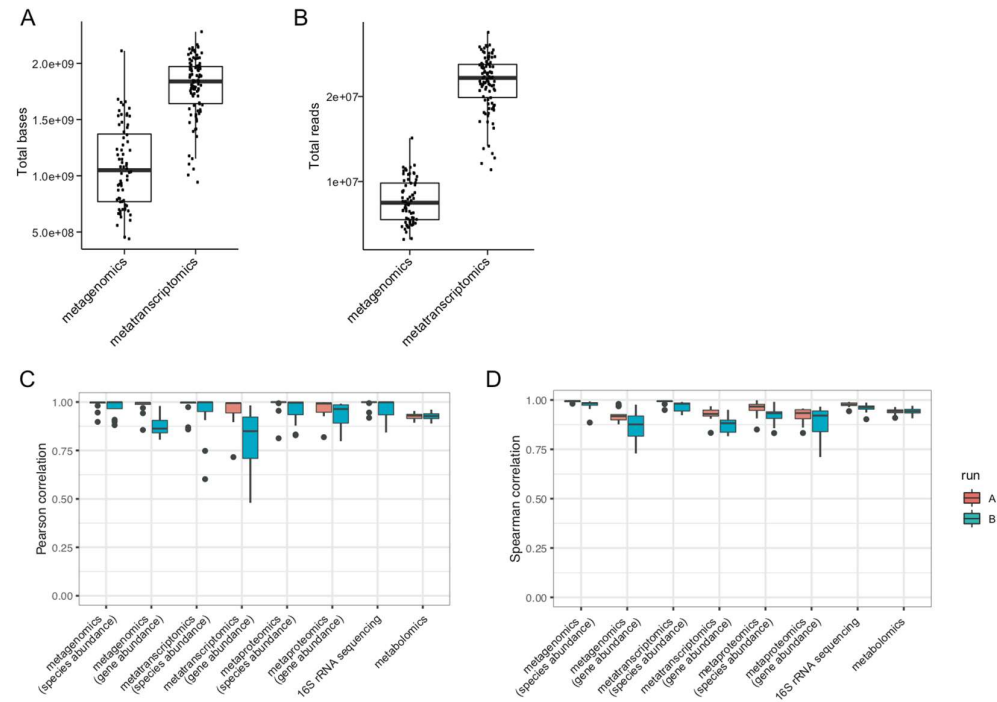 A
Total bases
2.0e+09
1.5e+09
1.0e+09
5.0e+08
metagenomics
metatranscriptomics
B
Total reads
2e+07
1e+07
metagenomics
metatranscriptomics
C
Pearson correlation
1.00
0.75
0.50
0.25
0.00
metagenomics
(species abundance)
metagenomics
(gene abundance)
metatranscriptomics
(species abundance)
metatranscriptomics
(gene abundance)
metaproteomics
(species abundance)
metaproteomics
(gene abundance)
16S rRNA sequencing
metabolomics
D
Spearman correlation
1.00
0.75
0.50
0.25
0.00
metagenomics
(species abundance)
metagenomics
(gene abundance)
metatranscriptomics
(species abundance)
metatranscriptomics
(gene abundance)
metaproteomics
(species abundance)
metaproteomics
(gene abundance)
16S rRNA sequencing
metabolomics
run
A
B